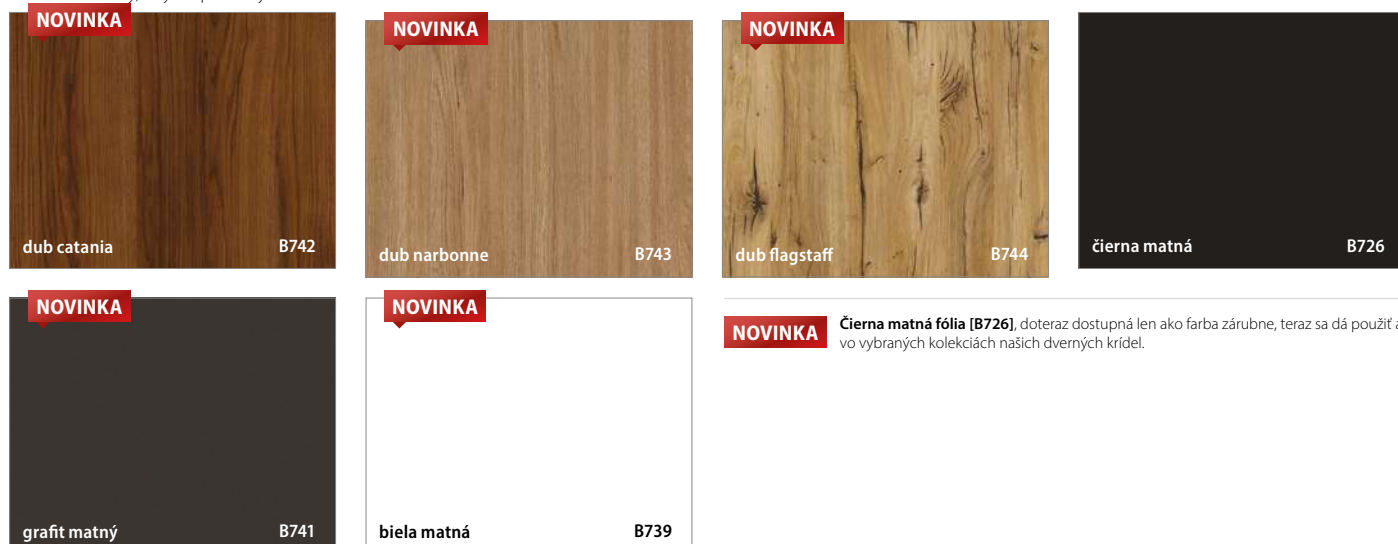 NOVINKA
dub catania B742
NOVINKA
dub narbonne B743
NOVINKA
dub flagstaff B744
čierna matná B726
NOVINKA
grafit matný B741
NOVINKA
biela matná B739
NOVINKA
Čierna matná fólia [B726], doteraz dostupná len ako farba zárubne, teraz sa dá použiť
vo vybraných kolekciách našich dverných krídel.